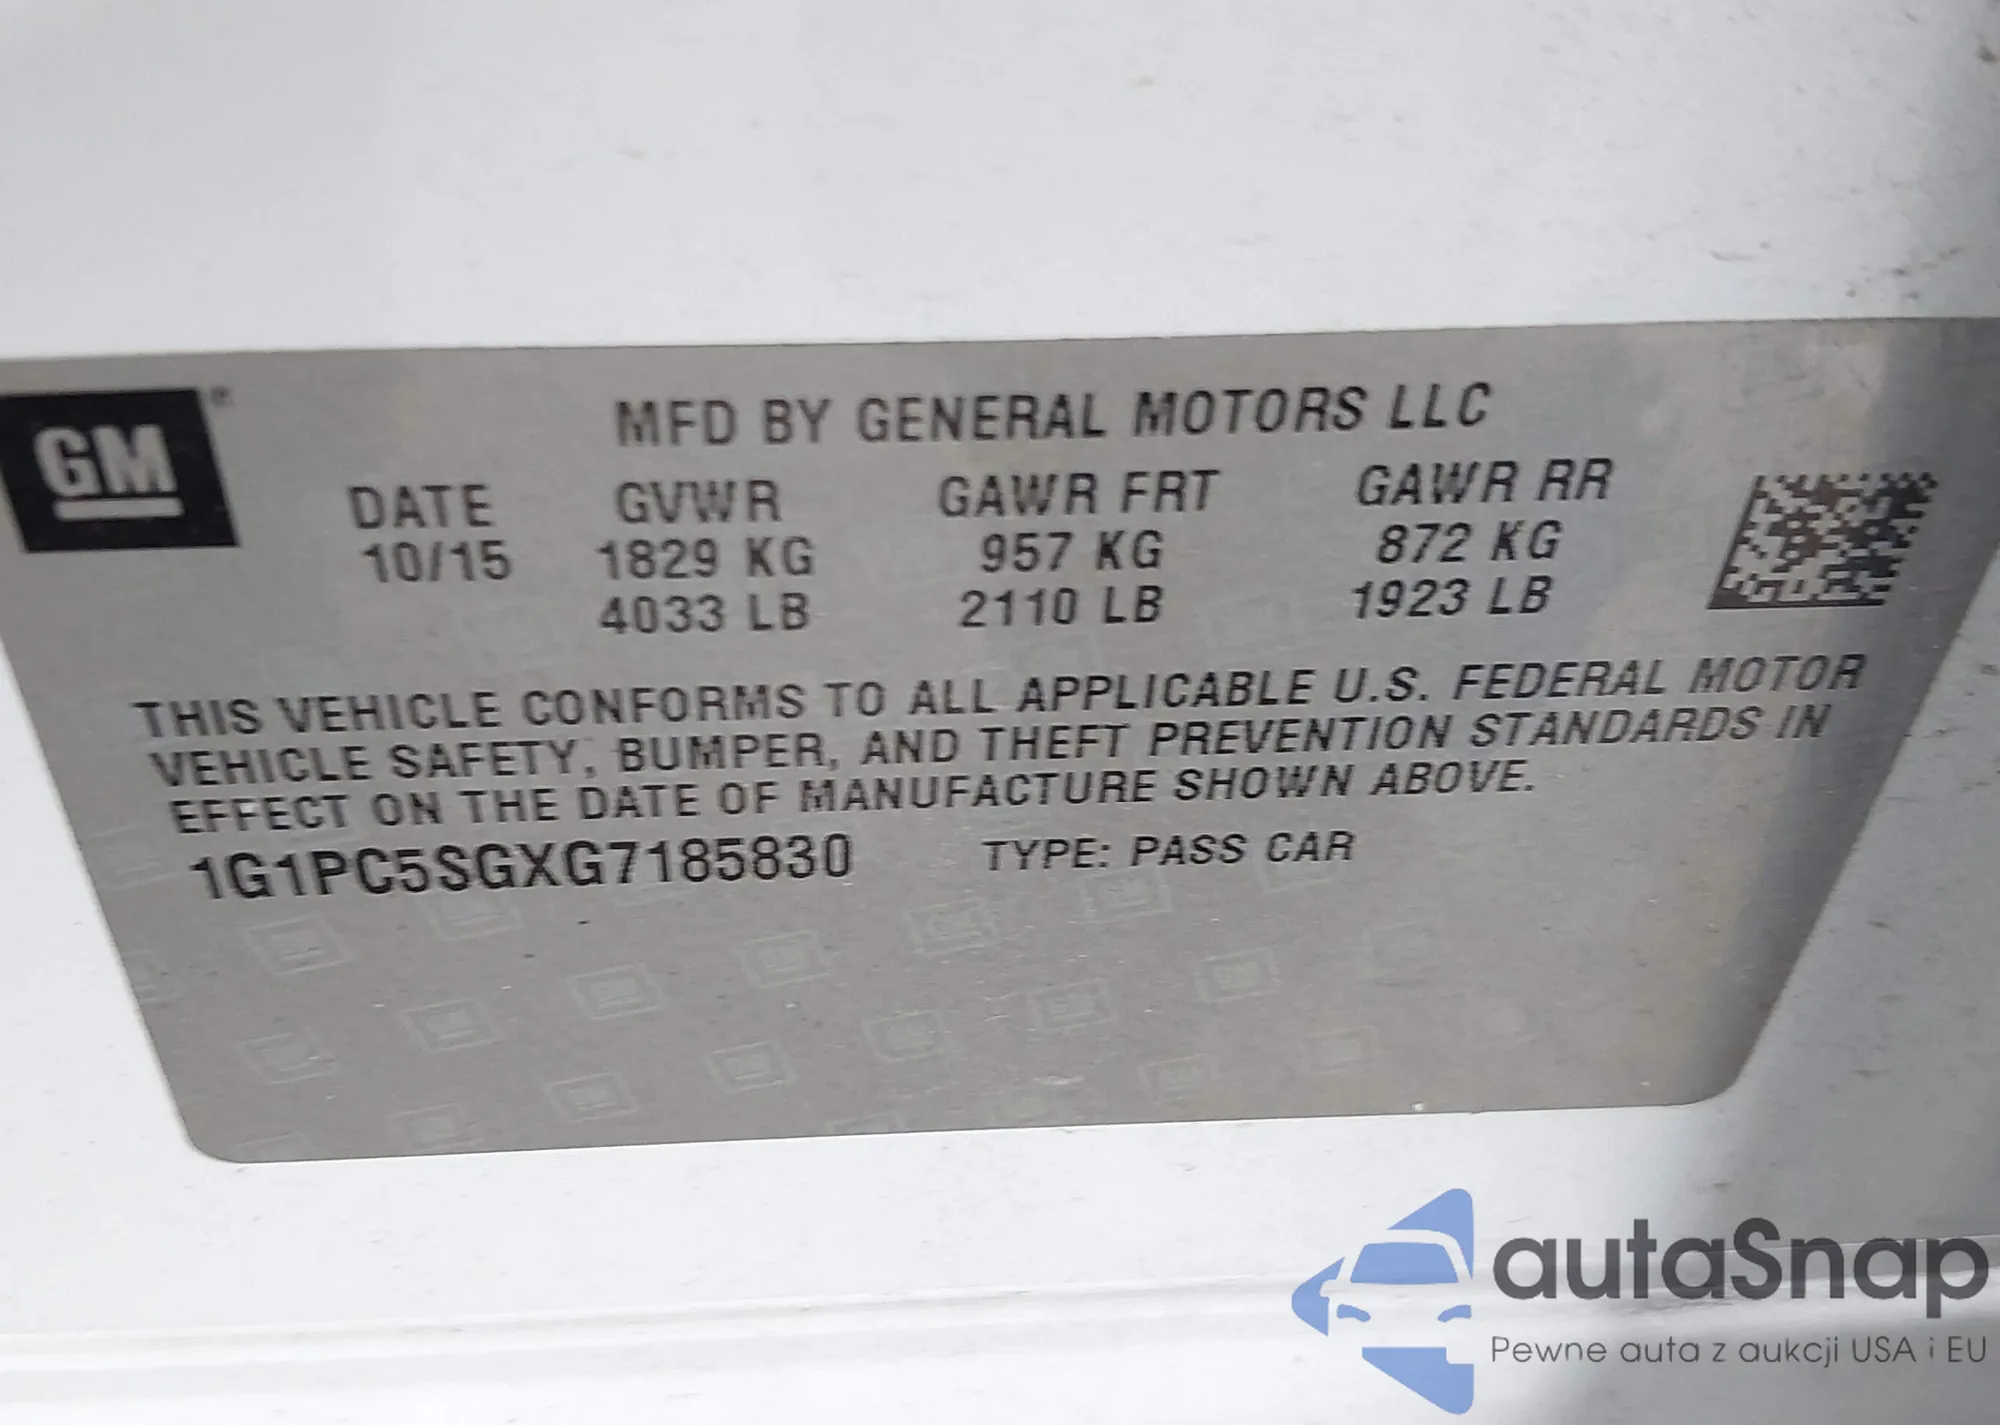 GM®
MFD BY GENERAL MOTORS LLC
DATE GVWR GAWR FRT GAWR RR
10/15 1829 KG 957 KG 872 KG
4033 LB 2110 LB 1923 LB
THIS VEHICLE CONFORMS TO ALL APPLICABLE U.S. FEDERAL MOTOR
VEHICLE SAFETY, BUMPER, AND THEFT PREVENTION STANDARDS IN
EFFECT ON THE DATE OF MANUFACTURE SHOWN ABOVE.
1G1PC5SGXG7185830 TYPE: PASS CAR
autaSnap
Pewne auta z aukcji USA i EU